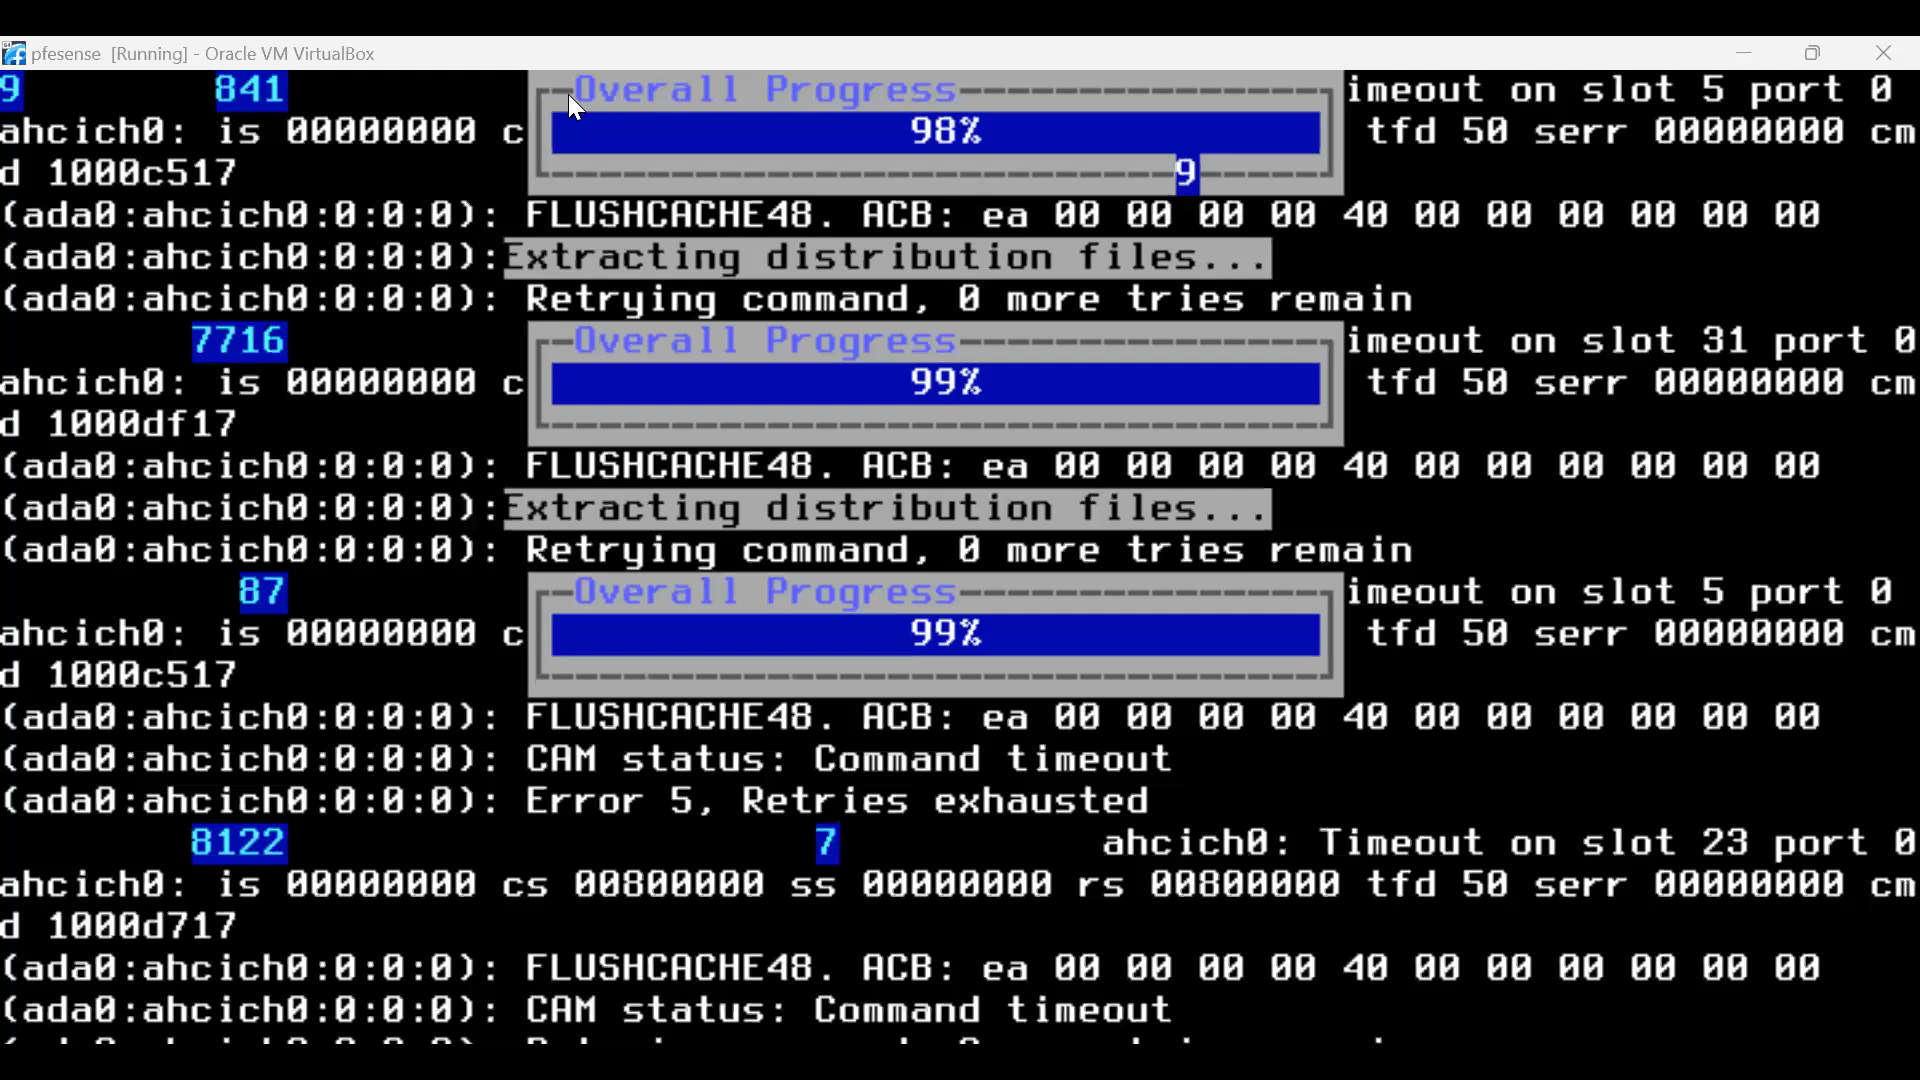 pfesense [Running] - Oracle VM VirtualBox
9 841 Overall Progress imeout on slot 5 port 0
ahcich0: is 00000000 c 98% tfd 50 serr 00000000 cm
d 1000c517 9
(ada0:ahcich0:0:0:0): FLUSHCACHE48. ACB: ea 00 00 00 00 40 00 00 00 00 00 00
(ada0:ahcich0:0:0:0):Extracting distribution files...
(ada0:ahcich0:0:0:0): Retrying command, 0 more tries remain
7716 Overall Progress imeout on slot 31 port 0
ahcich0: is 00000000 c 99% tfd 50 serr 00000000 cm
d 1000df17
(ada0:ahcich0:0:0:0): FLUSHCACHE48. ACB: ea 00 00 00 00 40 00 00 00 00 00 00
(ada0:ahcich0:0:0:0):Extracting distribution files...
(ada0:ahcich0:0:0:0): Retrying command, 0 more tries remain
87 Overall Progress imeout on slot 5 port 0
ahcich0: is 00000000 c 99% tfd 50 serr 00000000 cm
d 1000c517
(ada0:ahcich0:0:0:0): FLUSHCACHE48. ACB: ea 00 00 00 00 40 00 00 00 00 00 00
(ada0:ahcich0:0:0:0): CAM status: Command timeout
(ada0:ahcich0:0:0:0): Error 5, Retries exhausted
8122 7 ahcich0: Timeout on slot 23 port 0
ahcich0: is 00000000 cs 00800000 ss 00000000 rs 00800000 tfd 50 serr 00000000 cm
d 1000d717
(ada0:ahcich0:0:0:0): FLUSHCACHE48. ACB: ea 00 00 00 00 40 00 00 00 00 00 00
(ada0:ahcich0:0:0:0): CAM status: Command timeout